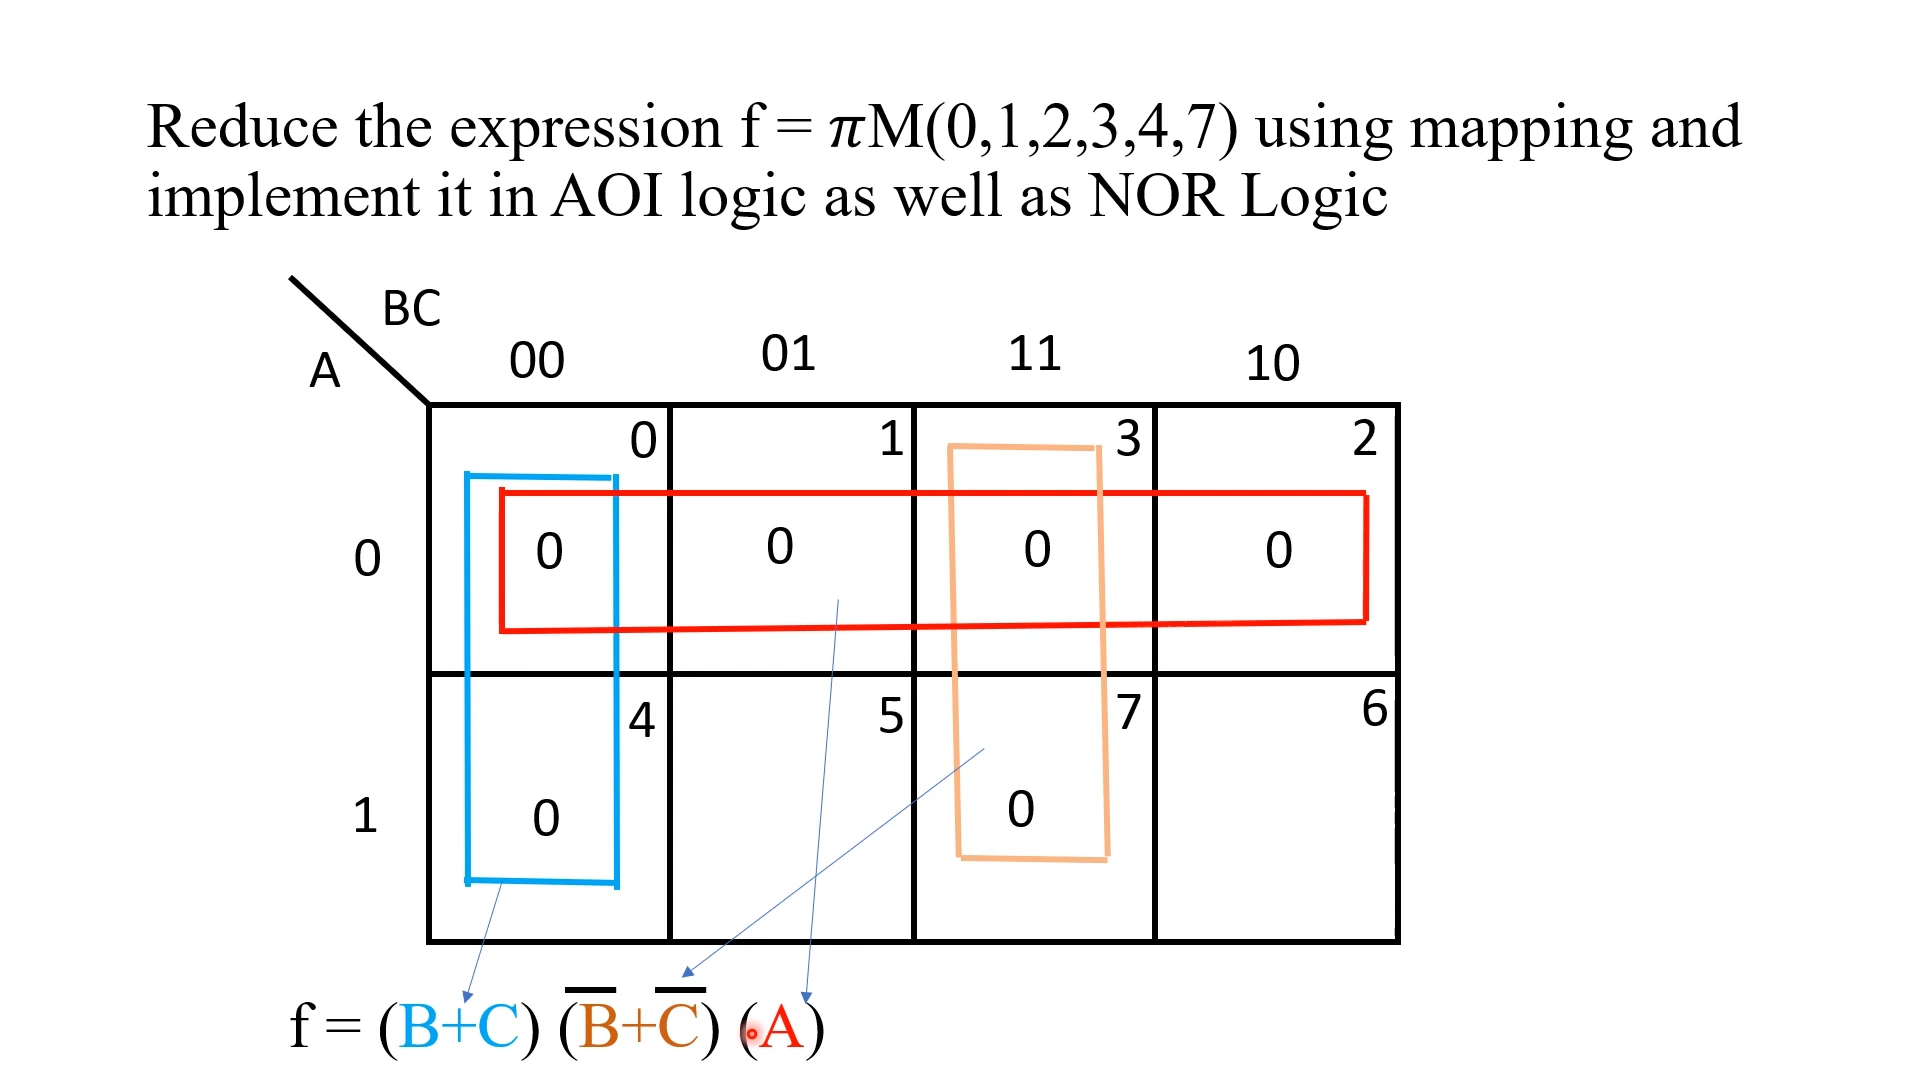 Reduce the expression f = 𝜋M(0,1,2,3,4,7) using mapping and
implement it in AOI logic as well as NOR Logic
BC
A
00 01 11 10
0 1 3 2
0 0 0 0 0
4 5 7 6
1 0 0
f = (B+C) (B̅+C̅) (A)